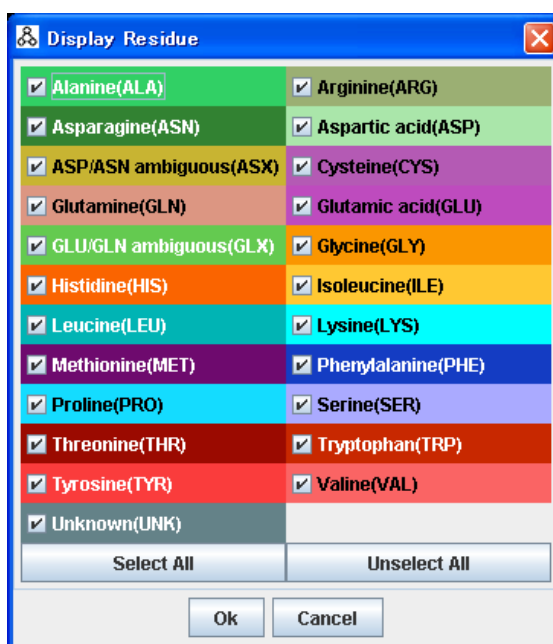 Display Residue
Alanine(ALA) Arginine(ARG)
Asparagine(ASN) Aspartic acid(ASP)
ASP/ASN ambiguous(ASX) Cysteine(CYS)
Glutamine(GLN) Glutamic acid(GLU)
GLU/GLN ambiguous(GLX) Glycine(GLY)
Histidine(HIS) Isoleucine(ILE)
Leucine(LEU) Lysine(LYS)
Methionine(MET) Phenylalanine(PHE)
Proline(PRO) Serine(SER)
Threonine(THR) Tryptophan(TRP)
Tyrosine(TYR) Valine(VAL)
Unknown(UNK)
Select All Unselect All
Ok Cancel